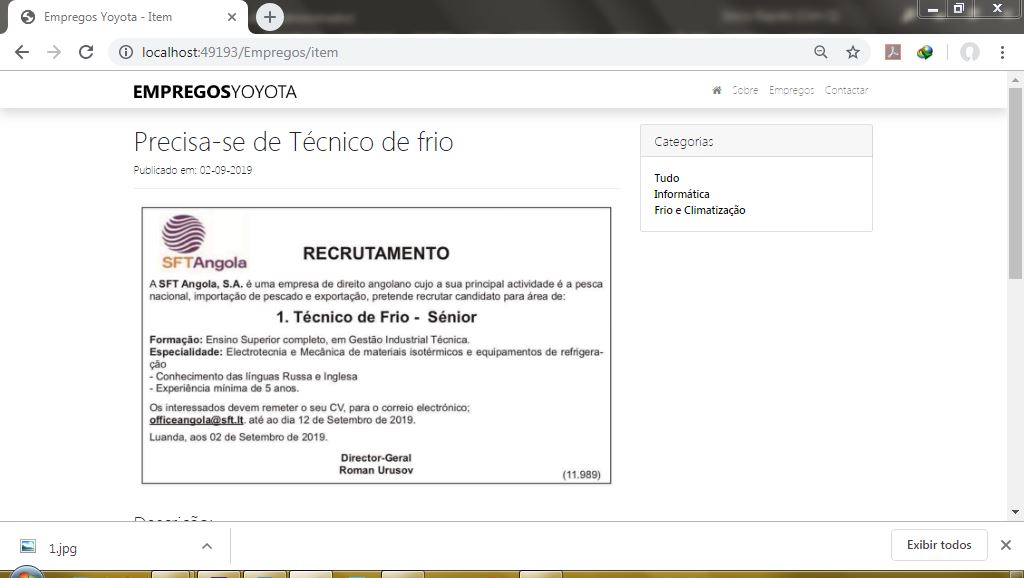 Empregos Yoyota - Item
localhost:49193/Empregos/item
EMPREGOSYOYOTA
Sobre Empregos Contactar
Precisa-se de Técnico de frio
Publicado em: 02-09-2019
Categorias
Tudo
Informática
Frio e Climatização
SFTAngola
RECRUTAMENTO
A SFT Angola, S.A. é uma empresa de direito angolano cujo a sua principal actividade é a pesca
nacional, importação de pescado e exportação, pretende recrutar candidato para área de:
1. Técnico de Frio - Sénior
Formação: Ensino Superior completo, em Gestão Industrial Técnica.
Especialidade: Electrotecnia e Mecânica de materiais isotérmicos e equipamentos de refrigera-
ção
- Conhecimento das línguas Russa e Inglesa
- Experiência mínima de 5 anos.
Os interessados devem remeter o seu CV, para o correio electrónico;
officeangola@sft.lt. até ao dia 12 de Setembro de 2019.
Luanda, aos 02 de Setembro de 2019.
Director-Geral
Roman Urusov
(11.989)
Descrição:
1.jpg
Exibir todos